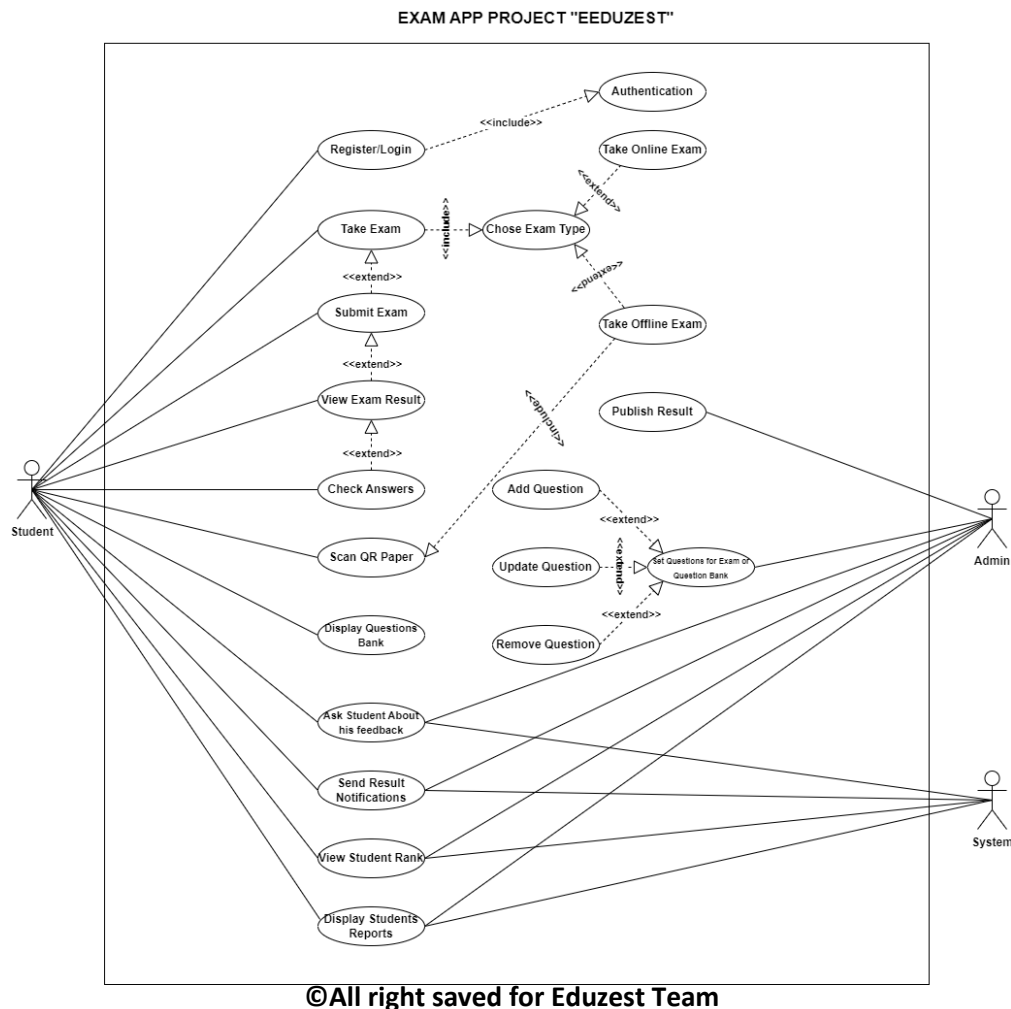 EXAM APP PROJECT "EEDUZEST"
Authentication
<<include>>
Register/Login
Take Online Exam
<<extend>>
Take Exam
<<include>>
Chose Exam Type
<<extend>>
<<extend>>
Submit Exam
Take Offline Exam
<<extend>>
View Exam Result
<<include>>
Publish Result
<<extend>>
Check Answers
Add Question
Student
<<extend>>
Admin
Scan QR Paper
Update Question
<<extend>>
Set Questions for Exam or
Question Bank
<<extend>>
Display Questions
Bank
Remove Question
Ask Student About
his feedback
Send Result
Notifications
System
View Student Rank
Display Students
Reports
©All right saved for Eduzest Team